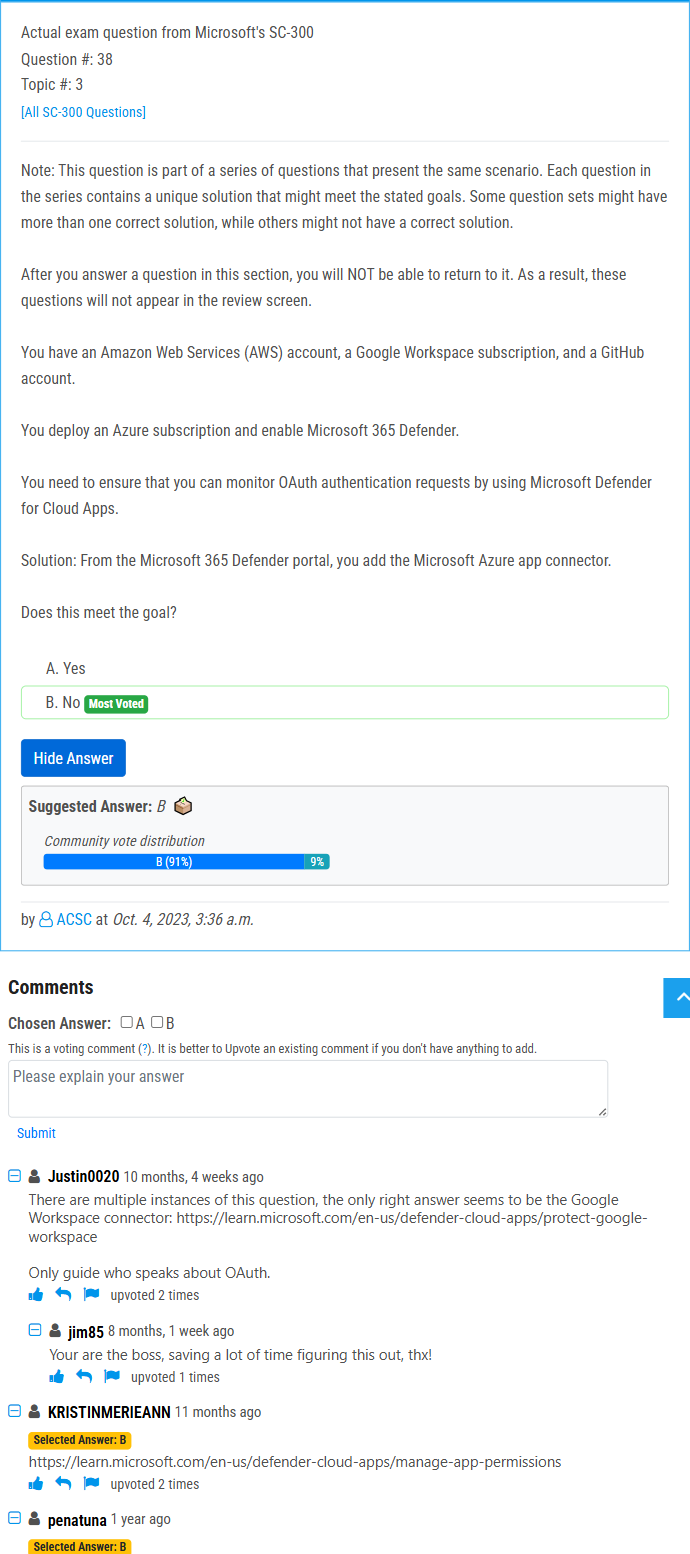 Actual exam question from Microsoft's SC-300
Question #: 38
Topic #: 3
[All SC-300 Questions]
Note: This question is part of a series of questions that present the same scenario. Each question in
the series contains a unique solution that might meet the stated goals. Some question sets might have
more than one correct solution, while others might not have a correct solution.
After you answer a question in this section, you will NOT be able to return to it. As a result, these
questions will not appear in the review screen.
You have an Amazon Web Services (AWS) account, a Google Workspace subscription, and a GitHub
account.
You deploy an Azure subscription and enable Microsoft 365 Defender.
You need to ensure that you can monitor OAuth authentication requests by using Microsoft Defender
for Cloud Apps.
Solution: From the Microsoft 365 Defender portal, you add the Microsoft Azure app connector.
Does this meet the goal?
A. Yes
B. No Most Voted
Hide Answer
Suggested Answer: B
Community vote distribution
B (91%) 9%
by ACSC at Oct. 4, 2023, 3:36 a.m.
Comments
Chosen Answer: A B
This is a voting comment (?). It is better to Upvote an existing comment if you don't have anything to add.
Please explain your answer
Submit
Justin0020 10 months, 4 weeks ago
There are multiple instances of this question, the only right answer seems to be the Google
Workspace connector: https://learn.microsoft.com/en-us/defender-cloud-apps/protect-google-
workspace
Only guide who speaks about OAuth.
upvoted 2 times
jim85 8 months, 1 week ago
Your are the boss, saving a lot of time figuring this out, thx!
upvoted 1 times
KRISTINMERIEANN 11 months ago
Selected Answer: B
https://learn.microsoft.com/en-us/defender-cloud-apps/manage-app-permissions
upvoted 2 times
penatuna 1 year ago
Selected Answer: B